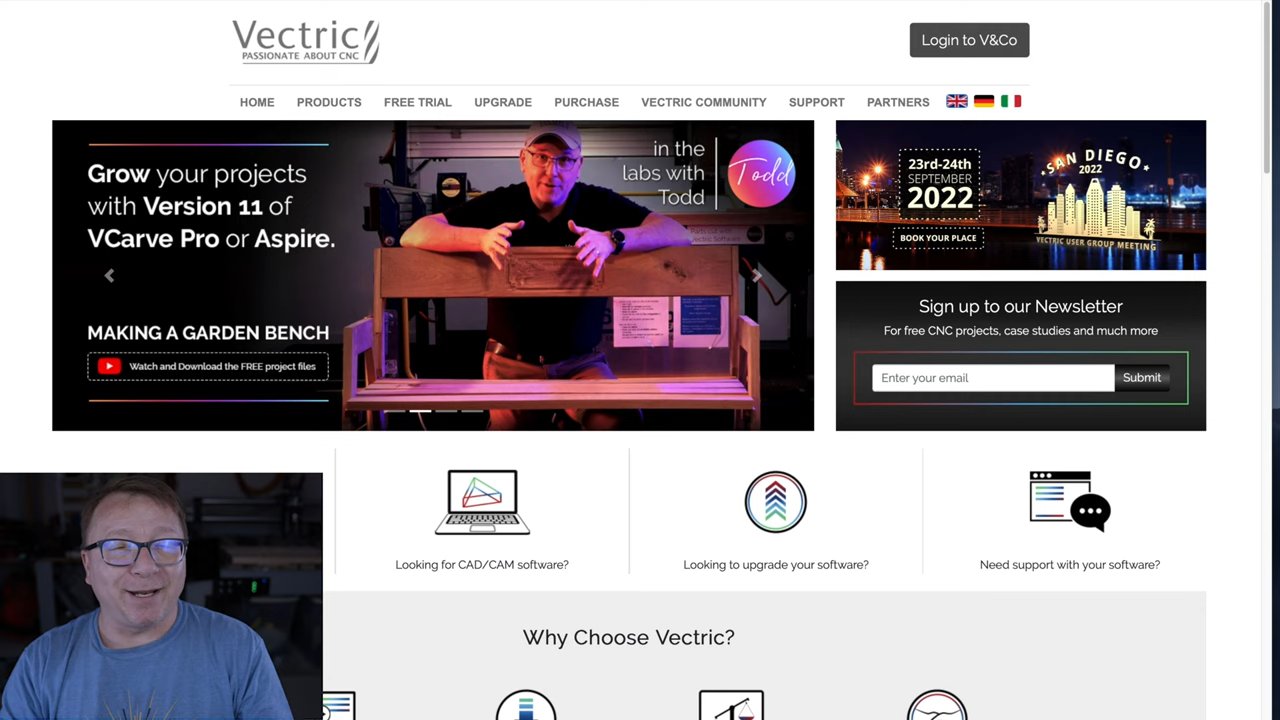 Vectric
PASSIONATE ABOUT CNC
Login to V&Co
HOME PRODUCTS FREE TRIAL UPGRADE PURCHASE VECTRIC COMMUNITY SUPPORT PARTNERS
Grow your projects
with Version 11 of
VCarve Pro or Aspire.
MAKING A GARDEN BENCH
Watch and Download the FREE project files
in the
labs with
Todd
Todd
23rd-24th
SEPTEMBER
2022
BOOK YOUR PLACE
SAN DIEGO
2022
VECTRIC USER GROUP MEETING
Sign up to our Newsletter
For free CNC projects, case studies and much more
Enter your email
Submit
Looking for CAD/CAM software?
Looking to upgrade your software?
Need support with your software?
Why Choose Vectric?